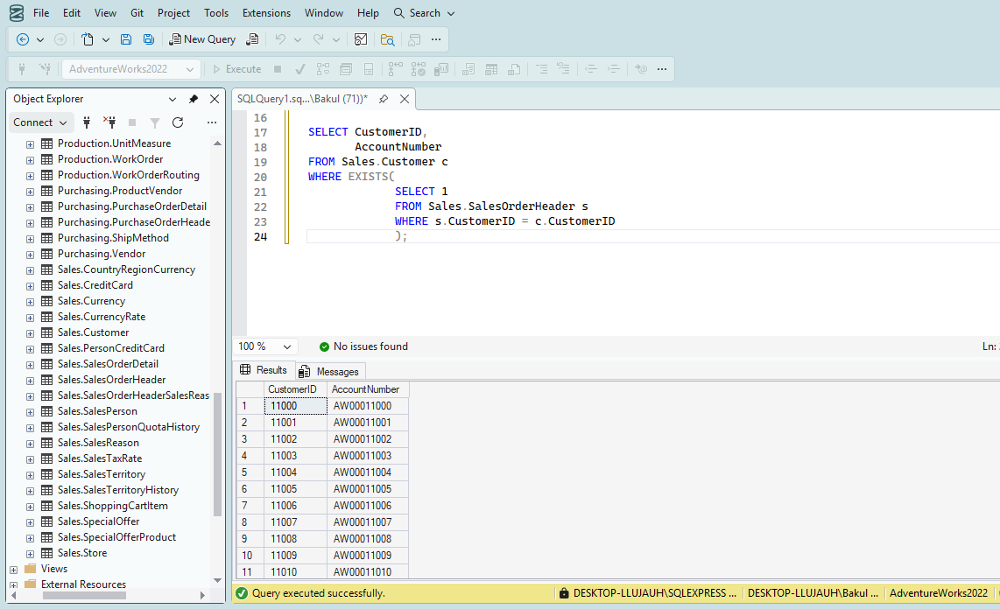 File Edit View Git Project Tools Extensions Window Help Search
New Query
AdventureWorks2022 Execute
Object Explorer
Connect
Production.UnitMeasure
Production.WorkOrder
Production.WorkOrderRouting
Purchasing.ProductVendor
Purchasing.PurchaseOrderDetail
Purchasing.PurchaseOrderHeade
Purchasing.ShipMethod
Purchasing.Vendor
Sales.CountryRegionCurrency
Sales.CreditCard
Sales.Currency
Sales.CurrencyRate
Sales.Customer
Sales.PersonCreditCard
Sales.SalesOrderDetail
Sales.SalesOrderHeader
Sales.SalesOrderHeaderSalesReas
Sales.SalesPerson
Sales.SalesPersonQuotaHistory
Sales.SalesReason
Sales.SalesTaxRate
Sales.SalesTerritory
Sales.SalesTerritoryHistory
Sales.ShoppingCartItem
Sales.SpecialOffer
Sales.SpecialOfferProduct
Sales.Store
Views
External Resources
SQLQuery1.sq...\Bakul (71))*
16
17 SELECT CustomerID,
18 AccountNumber
19 FROM Sales.Customer c
20 WHERE EXISTS(
21 SELECT 1
22 FROM Sales.SalesOrderHeader s
23 WHERE s.CustomerID = c.CustomerID
24 );
100 % No issues found Ln:
Results Messages
CustomerID AccountNumber
1 11000 AW00011000
2 11001 AW00011001
3 11002 AW00011002
4 11003 AW00011003
5 11004 AW00011004
6 11005 AW00011005
7 11006 AW00011006
8 11007 AW00011007
9 11008 AW00011008
10 11009 AW00011009
11 11010 AW00011010
Query executed successfully. DESKTOP-LLUJAUH\SQLEXPRESS ... DESKTOP-LLUJAUH\Bakul ... AdventureWorks2022